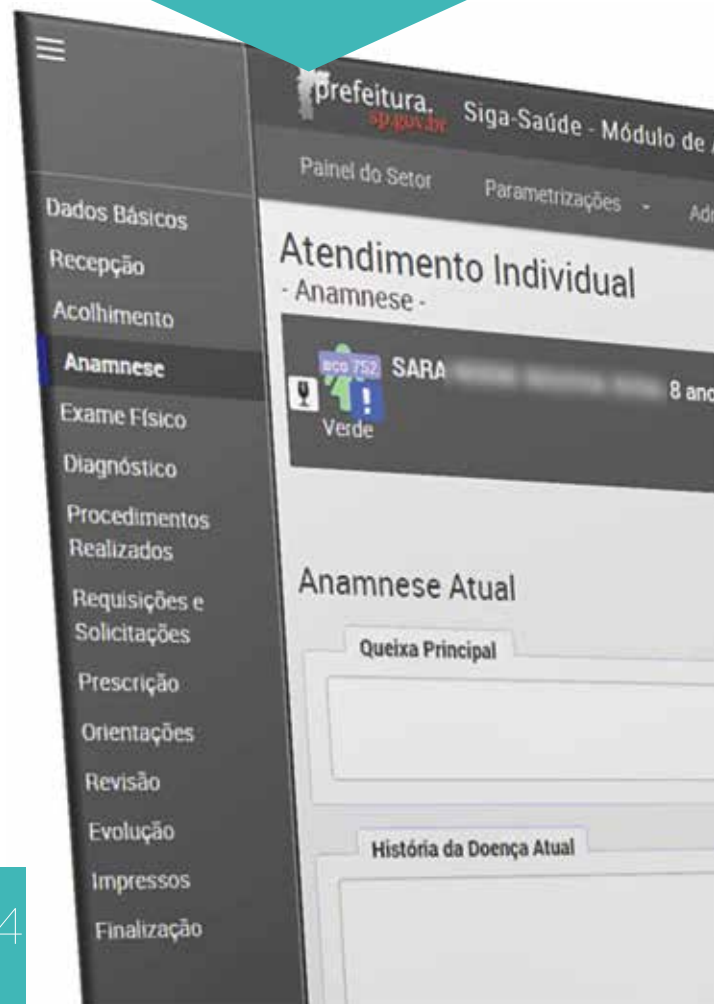 prefeitura.
sp.gov.br
Siga-Saúde - Módulo de
Painel do Setor
Parametrizações
Dados Básicos
Recepção
Acolhimento
Anamnese
Exame Físico
Diagnóstico
Procedimentos
Realizados
Requisições e
Solicitações
Prescrição
Orientações
Revisão
Evolução
Impressos
Finalização
Atendimento Individual
- Anamnese -
SARA
8 ano
752
!
Verde
Anamnese Atual
Queixa Principal
História da Doença Atual
4